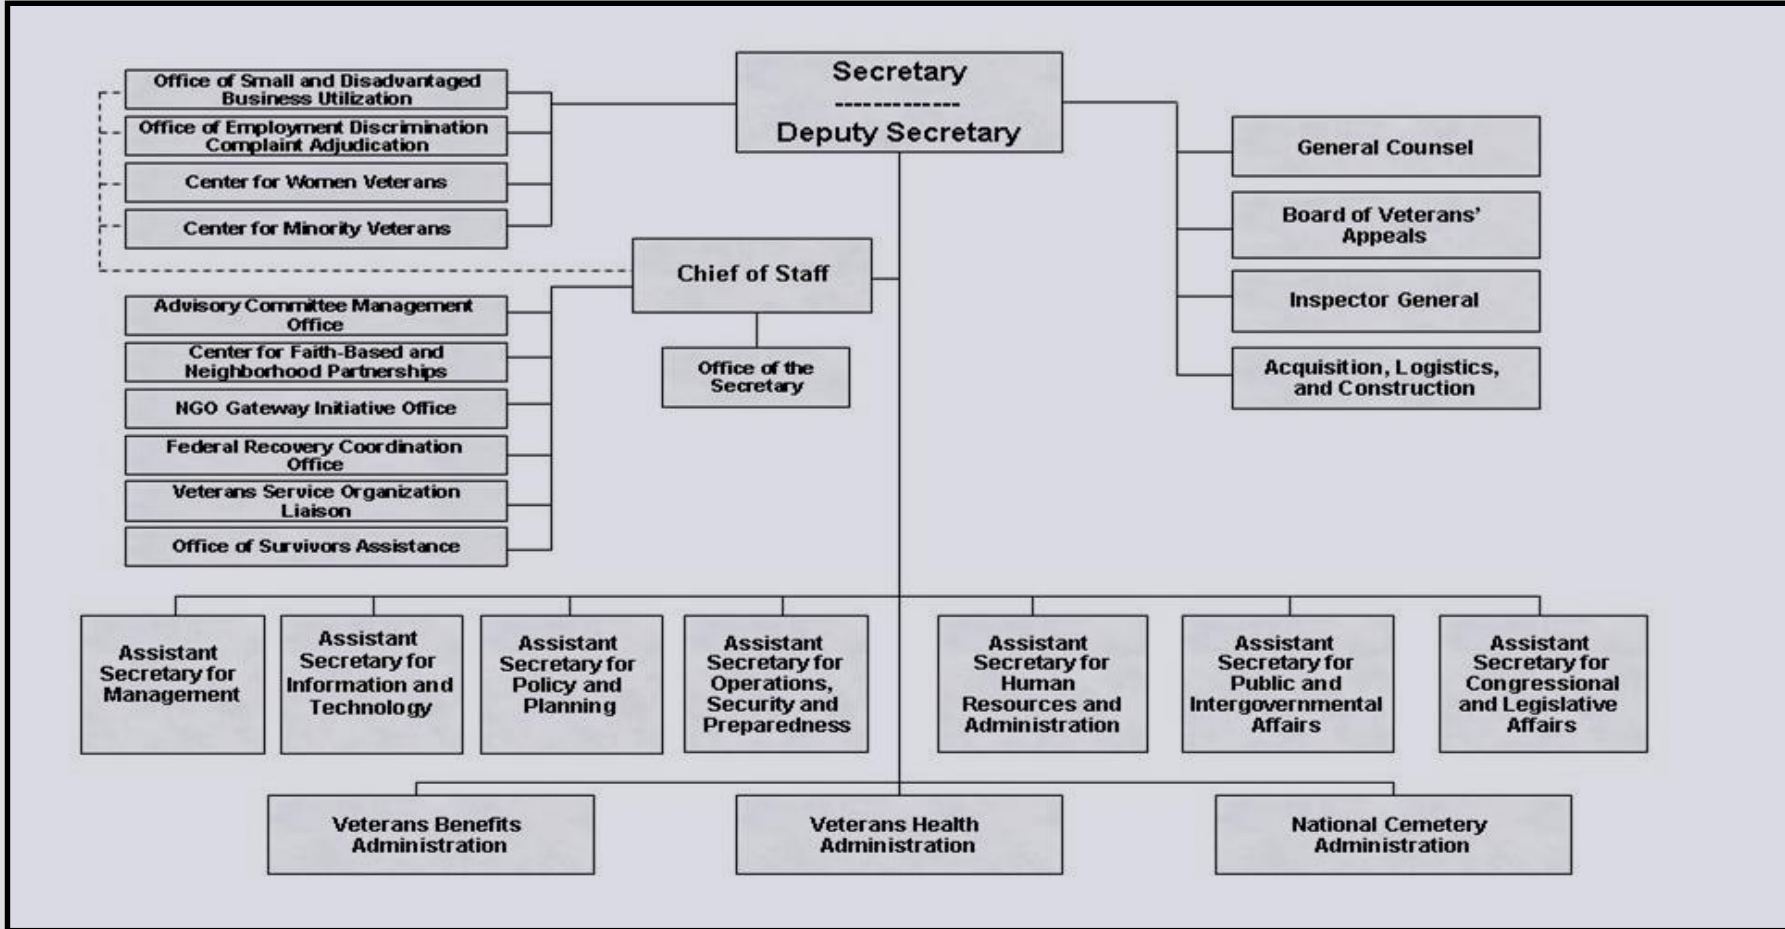 Secretary
-------------
Deputy Secretary
Office of Small and Disadvantaged
Business Utilization
Office of Employment Discrimination
Complaint Adjudication
Center for Women Veterans
Center for Minority Veterans
General Counsel
Board of Veterans'
Appeals
Inspector General
Acquisition, Logistics,
and Construction
Chief of Staff
Office of the
Secretary
Advisory Committee Management
Office
Center for Faith-Based and
Neighborhood Partnerships
NGO Gateway Initiative Office
Federal Recovery Coordination
Office
Veterans Service Organization
Liaison
Office of Survivors Assistance
Assistant
Secretary for
Management
Assistant
Secretary for
Information and
Technology
Assistant
Secretary for
Policy and
Planning
Assistant
Secretary for
Operations,
Security and
Preparedness
Assistant
Secretary for
Human
Resources and
Administration
Assistant
Secretary for
Public and
Intergovernmental
Affairs
Assistant
Secretary for
Congressional
and Legislative
Affairs
Veterans Benefits
Administration
Veterans Health
Administration
National Cemetery
Administration